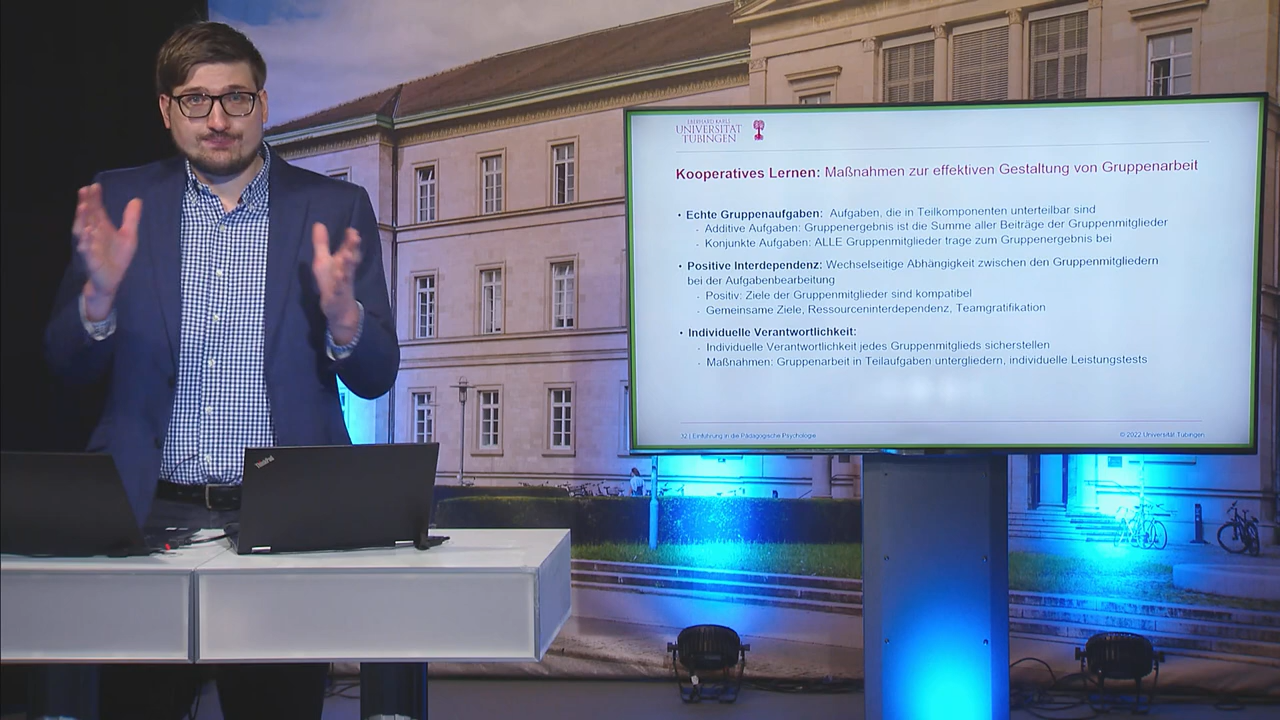 EBERHARD KARLS
UNIVERSITÄT
TÜBINGEN
Kooperatives Lernen: Maßnahmen zur effektiven Gestaltung von Gruppenarbeit
• Echte Gruppenaufgaben: Aufgaben, die in Teilkomponenten unterteilbar sind
- Additive Aufgaben: Gruppenergebnis ist die Summe aller Beiträge der Gruppenmitglieder
- Konjunkte Aufgaben: ALLE Gruppenmitglieder trage zum Gruppenergebnis bei
• Positive Interdependenz: Wechselseitige Abhängigkeit zwischen den Gruppenmitgliedern
bei der Aufgabenbearbeitung
- Positiv: Ziele der Gruppenmitglieder sind kompatibel
- Gemeinsame Ziele, Ressourceninterdependenz, Teamgratifikation
• Individuelle Verantwortlichkeit:
- Individuelle Verantwortlichkeit jedes Gruppenmitglieds sicherstellen
- Maßnahmen: Gruppenarbeit in Teilaufgaben untergliedern, individuelle Leistungstests
32 | Einführung in die Pädagogische Psychologie
© 2022 Universität Tübingen
ThinkPad